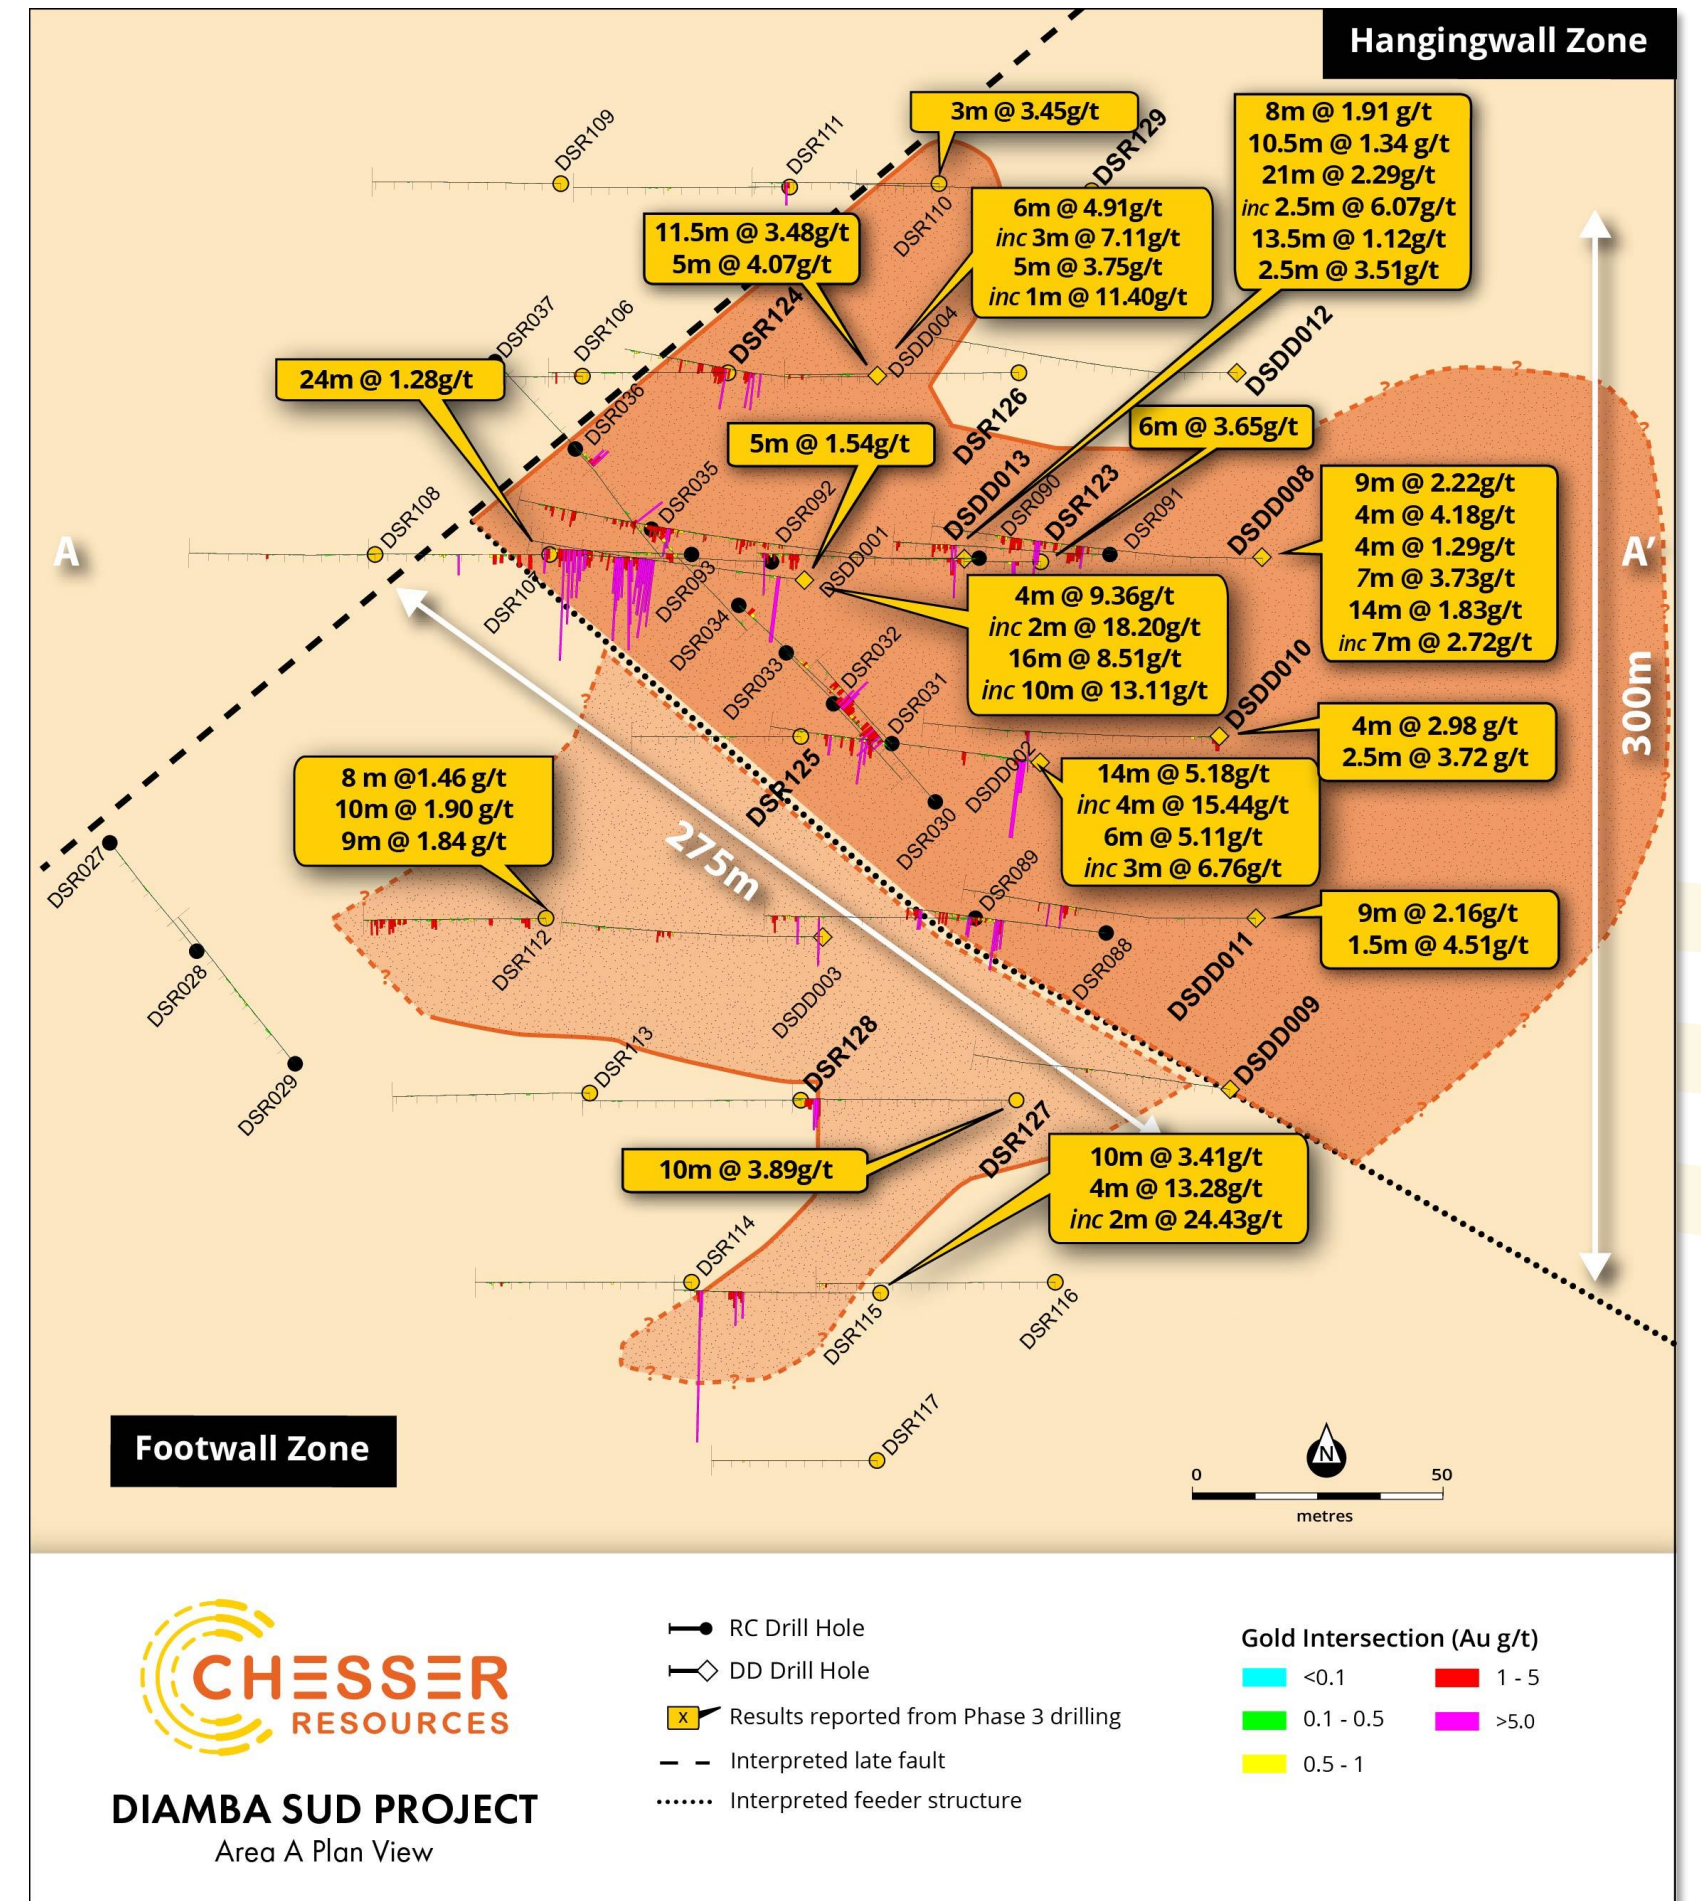 Hangingwall Zone
3m @ 3.45g/t
8m @ 1.91 g/t
10.5m @ 1.34 g/t
21m @ 2.29g/t
inc 2.5m @ 6.07g/t
13.5m @ 1.12g/t
2.5m @ 3.51g/t
DSR109
DSR111
DSR129
DSR110
11.5m @ 3.48g/t
5m @ 4.07g/t
6m @ 4.91g/t
inc 3m @ 7.11g/t
5m @ 3.75g/t
inc 1m @ 11.40g/t
DSR037
DSR106
DSR124
DSDD004
DSDD012
24m @ 1.28g/t
DSR036
DSR126
5m @ 1.54g/t
6m @ 3.65g/t
? ? ? ? ? ? ? ? ?
DSR108
DSR035
DSR092
DSDD001
DSDD013
DSR090
DSR123
DSR091
DSDD008
9m @ 2.22g/t
4m @ 4.18g/t
4m @ 1.29g/t
7m @ 3.73g/t
14m @ 1.83g/t
inc 7m @ 2.72g/t
A
A’
DSR107
DSR093
DSR034
4m @ 9.36g/t
inc 2m @ 18.20g/t
16m @ 8.51g/t
inc 10m @ 13.11g/t
DSR033
DSR032
DSR031
DSDD010
300m
4m @ 2.98 g/t
2.5m @ 3.72 g/t
DSR125
DSDD002
14m @ 5.18g/t
inc 4m @ 15.44g/t
6m @ 5.11g/t
inc 3m @ 6.76g/t
8 m @1.46 g/t
10m @ 1.90 g/t
9m @ 1.84 g/t
275m
DSR030
DSR027
DSR089
9m @ 2.16g/t
1.5m @ 4.51g/t
? ? ?
DSR112
DSDD003
DSR088
DSDD011
DSR028
DSR113
DSR128
DSDD009
DSR029
DSR127
10m @ 3.89g/t
10m @ 3.41g/t
4m @ 13.28g/t
inc 2m @ 24.43g/t
DSR114
DSR115
DSR116
? ? ? ?
DSR117
Footwall Zone
N
0 50
metres
CHESSER
RESOURCES
DIAMBA SUD PROJECT
Area A Plan View
RC Drill Hole
DD Drill Hole
X Results reported from Phase 3 drilling
Interpreted late fault
Interpreted feeder structure
Gold Intersection (Au g/t)
<0.1 1 - 5
0.1 - 0.5 >5.0
0.5 - 1